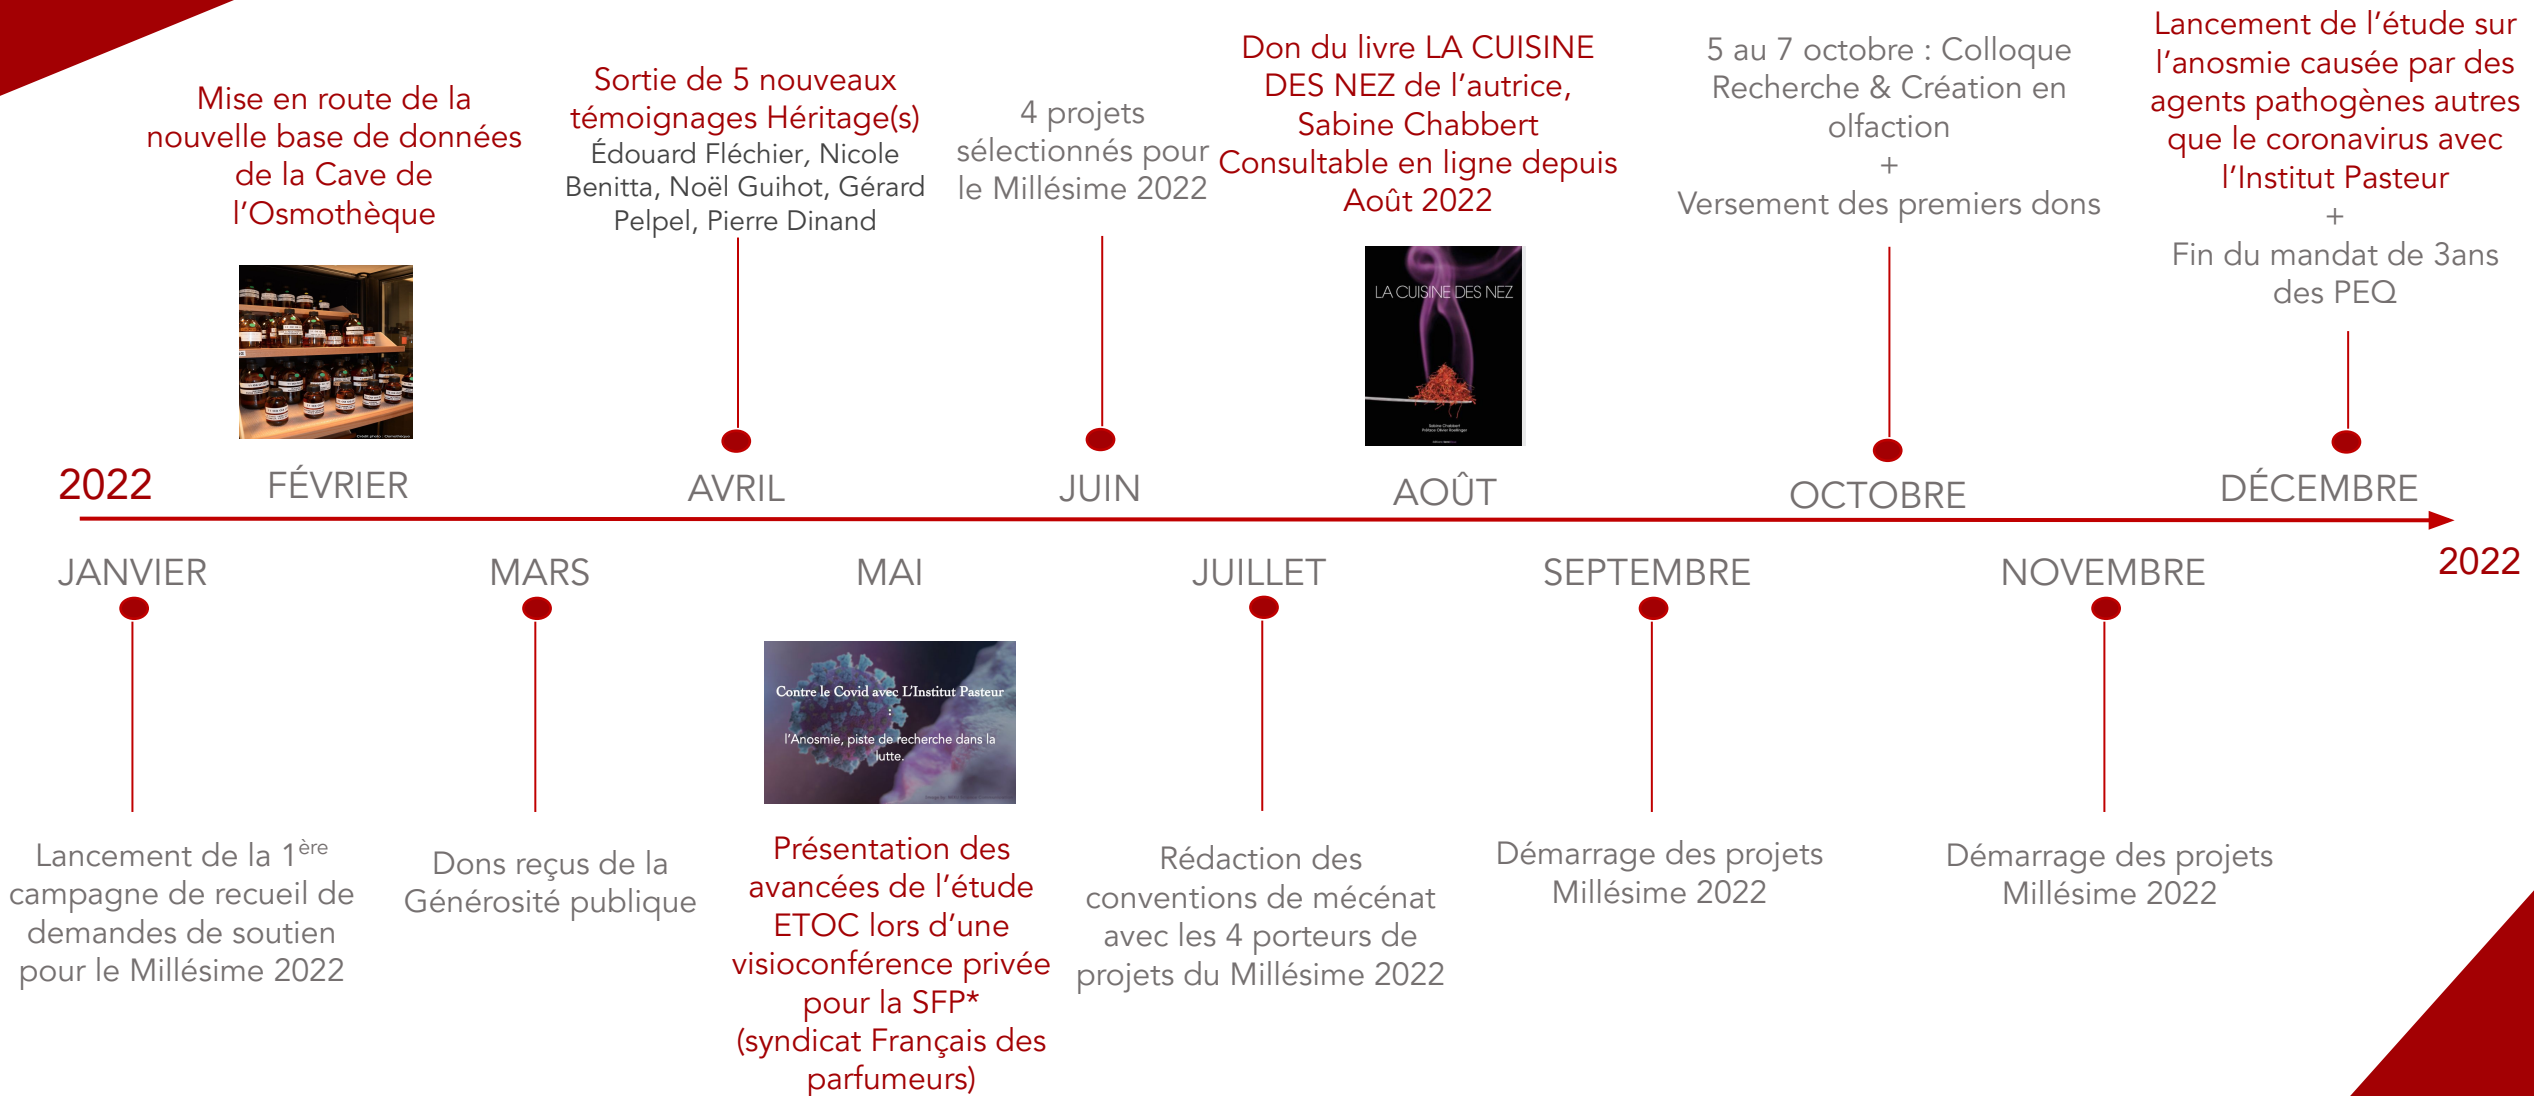 Mise en route de la
nouvelle base de données
de la Cave de
l’Osmothèque
Sortie de 5 nouveaux
témoignages Héritage(s)
Édouard Fléchier, Nicole
Benitta, Noël Guihot, Gérard
Pelpel, Pierre Dinand
4 projets
sélectionnés pour
le Millésime 2022
Don du livre LA CUISINE
DES NEZ de l’autrice,
Sabine Chabbert
Consultable en ligne depuis
Août 2022
LA CUISINE DES NEZ
Sabine Chabbert
5 au 7 octobre : Colloque
Recherche & Création en
olfaction
+
Versement des premiers dons
Lancement de l’étude sur
l’anosmie causée par des
agents pathogènes autres
que le coronavirus avec
l’Institut Pasteur
+
Fin du mandat de 3ans
des PEQ
2022
FÉVRIER
AVRIL
JUIN
AOÛT
OCTOBRE
DÉCEMBRE
JANVIER
MARS
MAI
JUILLET
SEPTEMBRE
NOVEMBRE
2022
Contre le Covid avec L’Institut Pasteur
:
l’Anosmie, piste de recherche dans la
lutte.
Lancement de la 1ère
campagne de recueil de
demandes de soutien
pour le Millésime 2022
Dons reçus de la
Générosité publique
Présentation des
avancées de l’étude
ETOC lors d’une
visioconférence privée
pour la SFP*
(syndicat Français des
parfumeurs)
Rédaction des
conventions de mécénat
avec les 4 porteurs de
projets du Millésime 2022
Démarrage des projets
Millésime 2022
Démarrage des projets
Millésime 2022